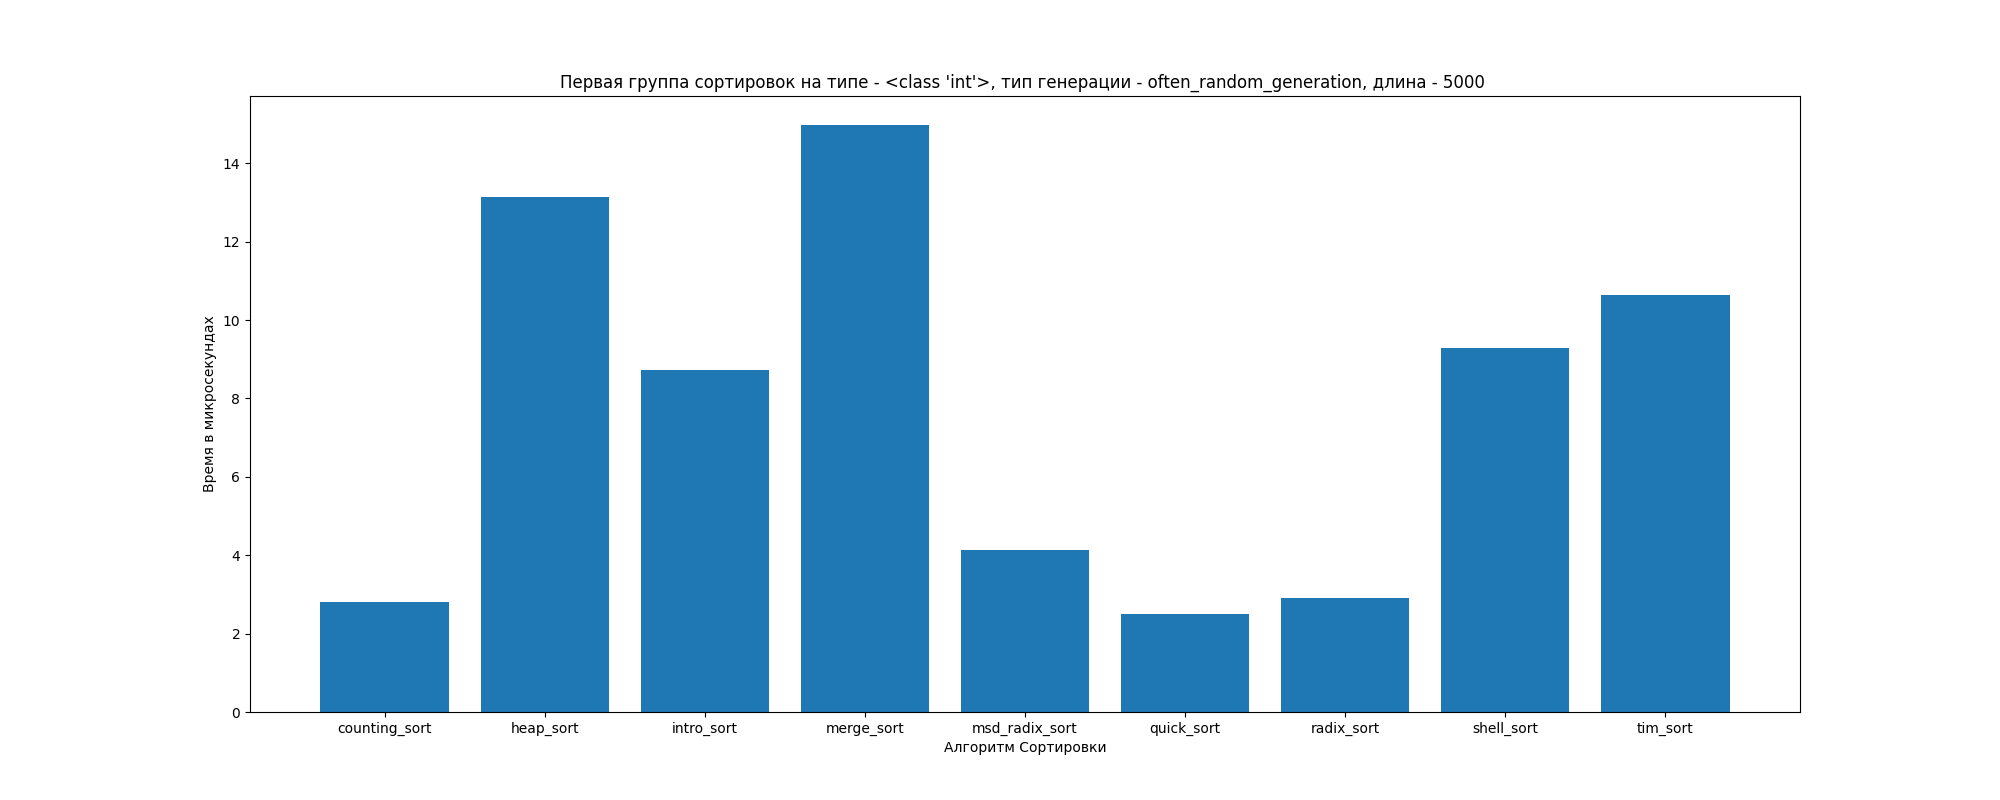 Первая группа сортировок на типе - <class 'int'>, тип генерации - often_random_generation, длина - 5000
Время в микросекундах
14
12
10
8
6
4
2
0
counting_sort heap_sort intro_sort merge_sort msd_radix_sort quick_sort radix_sort shell_sort tim_sort
Алгоритм Сортировки